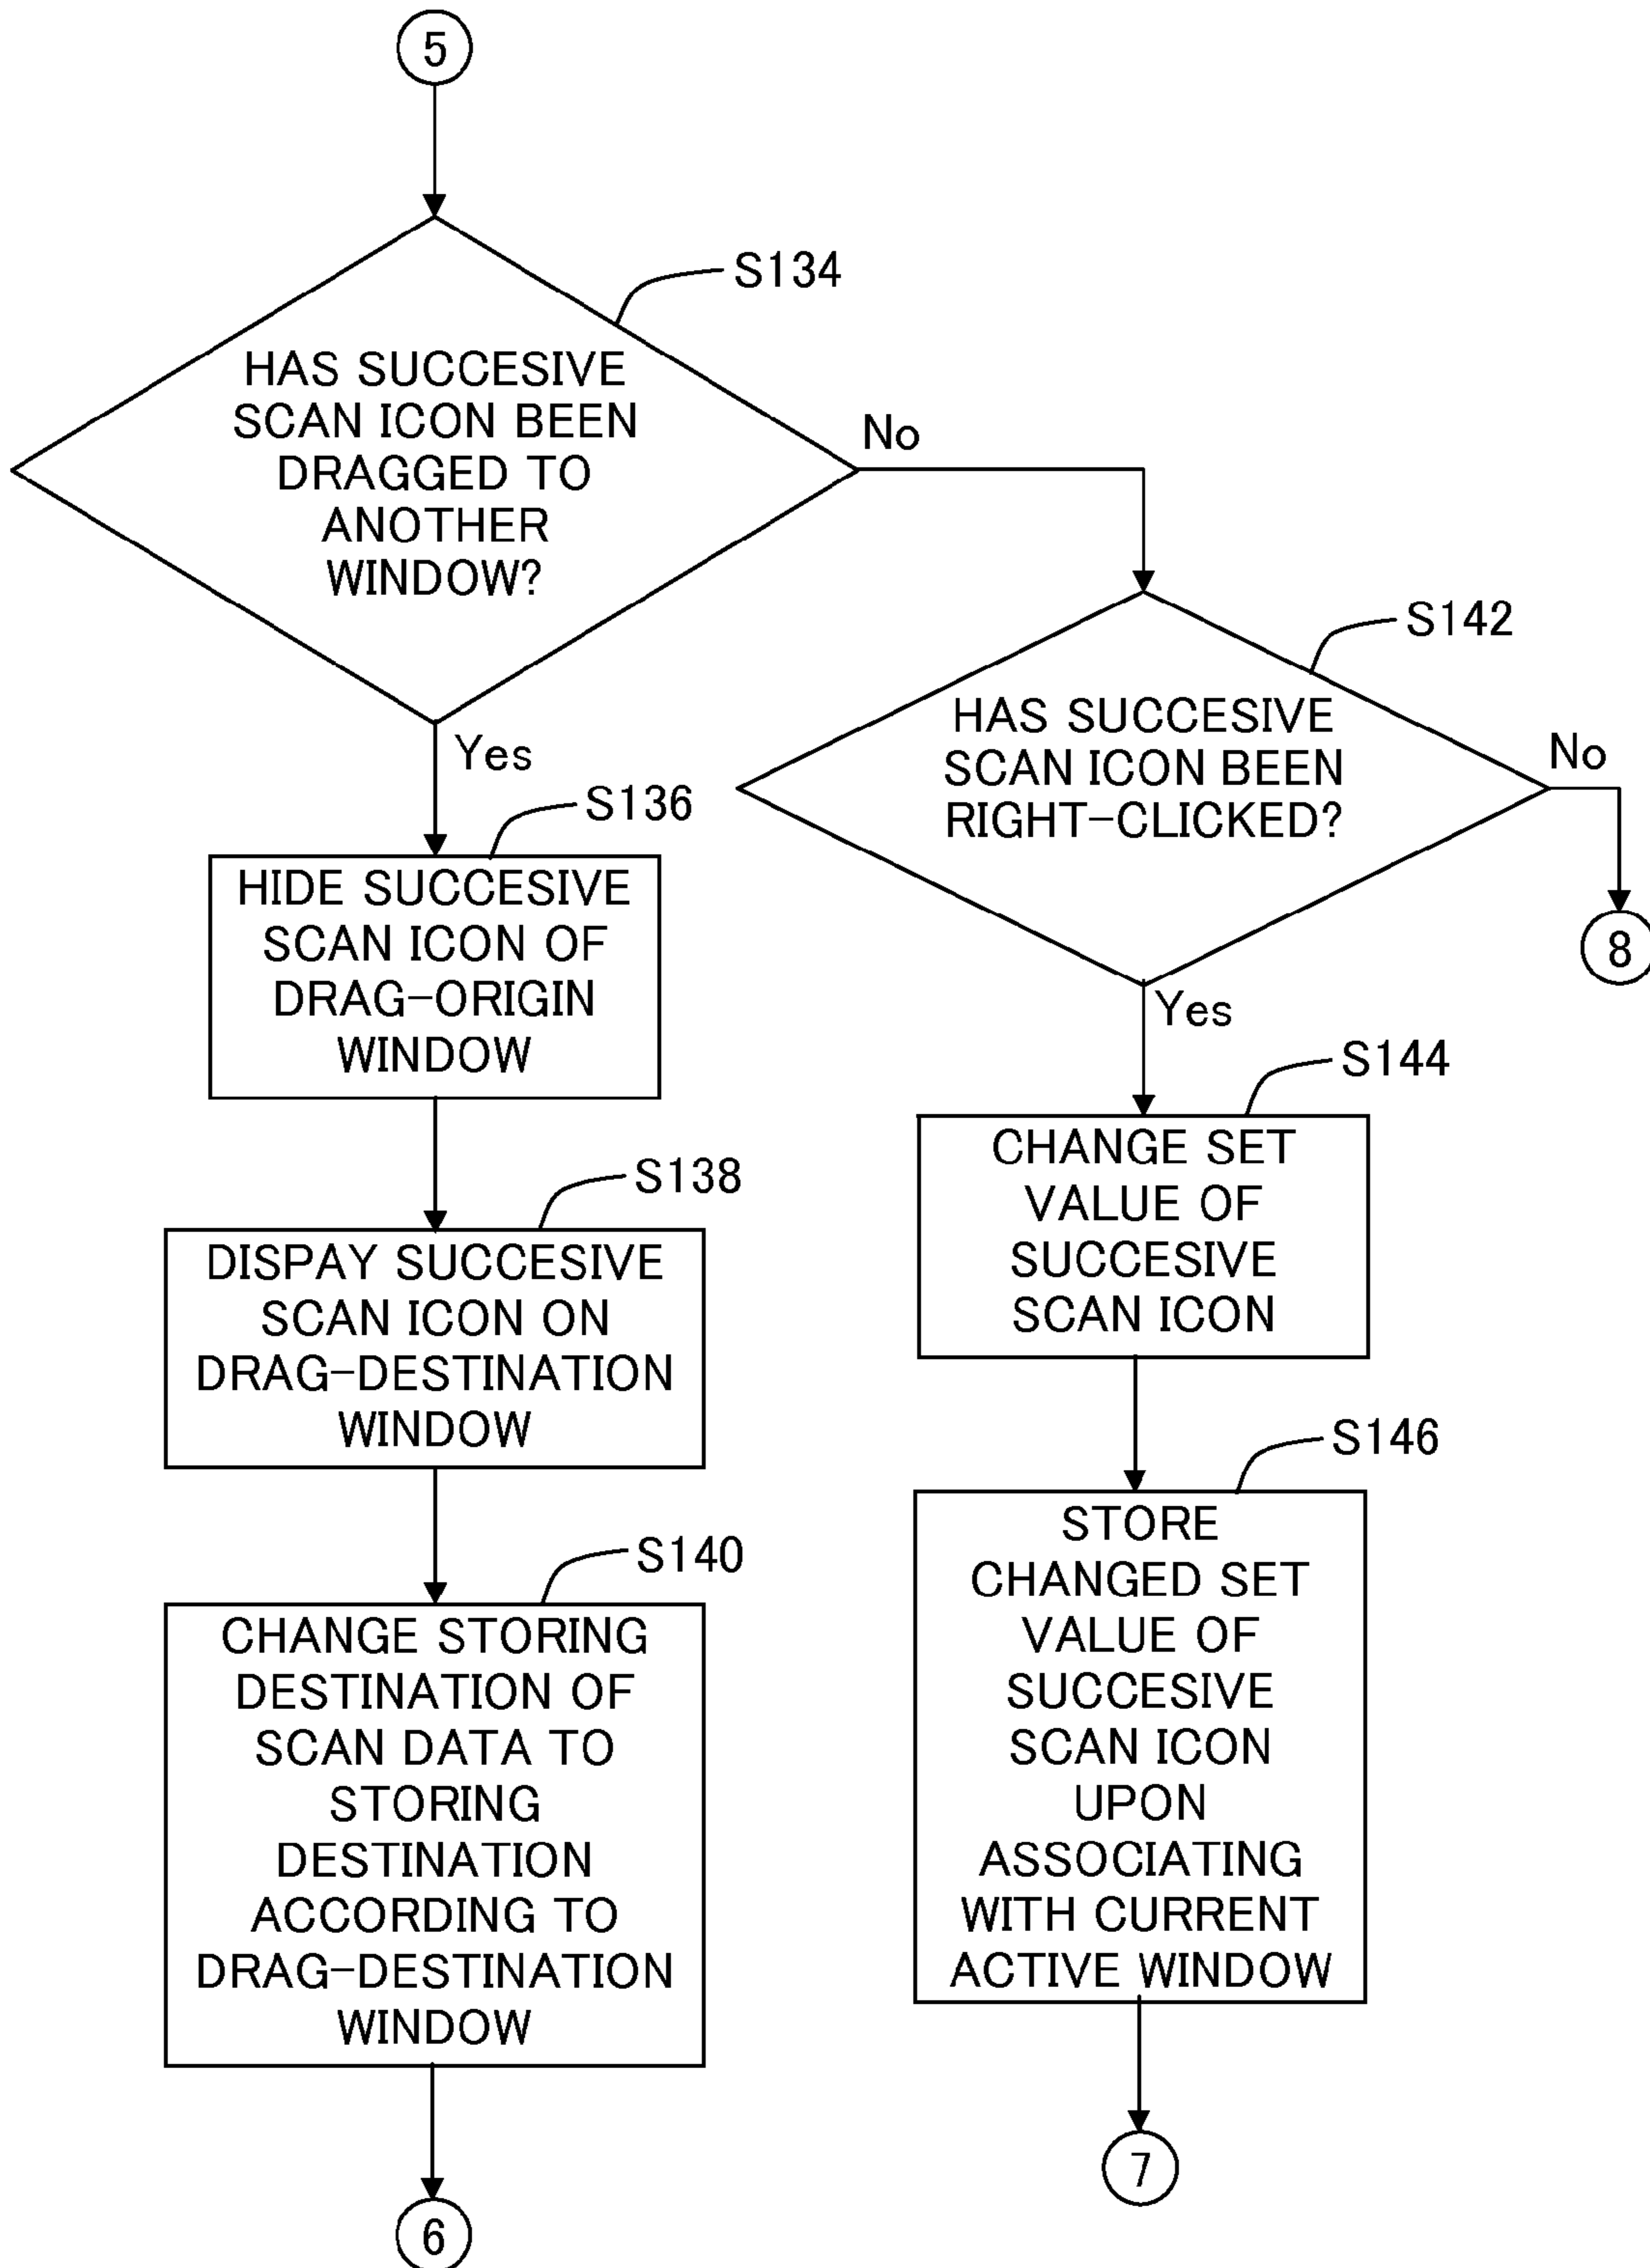 5
S134
HAS SUCCESIVE
SCAN ICON BEEN
DRAGGED TO
ANOTHER
WINDOW?
No
Yes
S136
HIDE SUCCESIVE
SCAN ICON OF
DRAG-ORIGIN
WINDOW
S138
DISPAY SUCCESIVE
SCAN ICON ON
DRAG-DESTINATION
WINDOW
S140
CHANGE STORING
DESTINATION OF
SCAN DATA TO
STORING
DESTINATION
ACCORDING TO
DRAG-DESTINATION
WINDOW
6
S142
HAS SUCCESIVE
SCAN ICON BEEN
RIGHT-CLICKED?
No
8
Yes
S144
CHANGE SET
VALUE OF
SUCCESIVE
SCAN ICON
S146
STORE
CHANGED SET
VALUE OF
SUCCESIVE
SCAN ICON
UPON
ASSOCIATING
WITH CURRENT
ACTIVE WINDOW
7